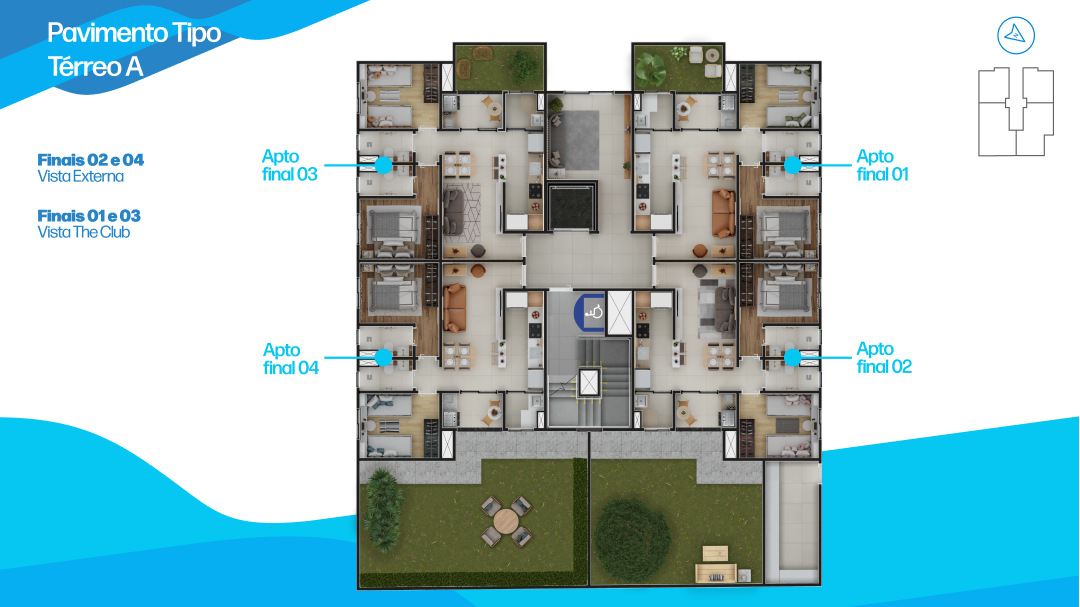 Pavimento Tipo
Térreo A
Finais 02 e 04
Vista Externa
Finais 01 e 03
Vista The Club
Apto
final 03
Apto
final 01
Apto
final 04
Apto
final 02